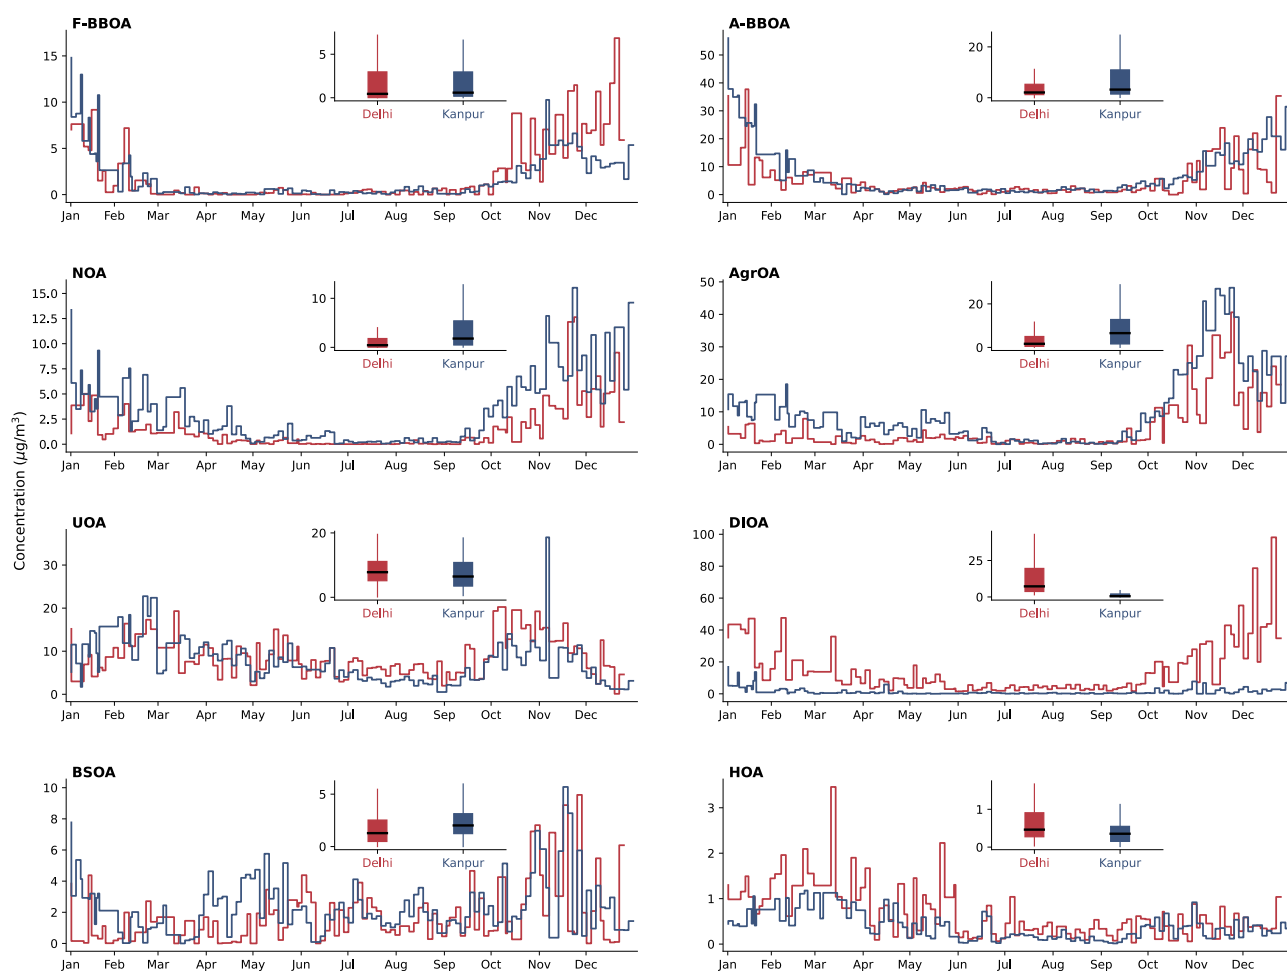 F-BBOA
15
10
5
0
Jan Feb Mar Apr May Jun Jul Aug Sep Oct Nov Dec
5
0
Delhi Kanpur
A-BBOA
50
40
30
20
10
0
Jan Feb Mar Apr May Jun Jul Aug Sep Oct Nov Dec
20
0
Delhi Kanpur
NOA
15.0
12.5
10.0
7.5
5.0
2.5
0.0
Jan Feb Mar Apr May Jun Jul Aug Sep Oct Nov Dec
10
0
Delhi Kanpur
AgrOA
50
40
30
20
10
0
Jan Feb Mar Apr May Jun Jul Aug Sep Oct Nov Dec
20
0
Delhi Kanpur
Concentration (μg/m³)
UOA
30
20
10
0
Jan Feb Mar Apr May Jun Jul Aug Sep Oct Nov Dec
20
0
Delhi Kanpur
DIOA
100
80
60
40
20
0
Jan Feb Mar Apr May Jun Jul Aug Sep Oct Nov Dec
25
0
Delhi Kanpur
BSOA
10
8
6
4
2
0
Jan Feb Mar Apr May Jun Jul Aug Sep Oct Nov Dec
5
0
Delhi Kanpur
HOA
3
2
1
0
Jan Feb Mar Apr May Jun Jul Aug Sep Oct Nov Dec
1
0
Delhi Kanpur